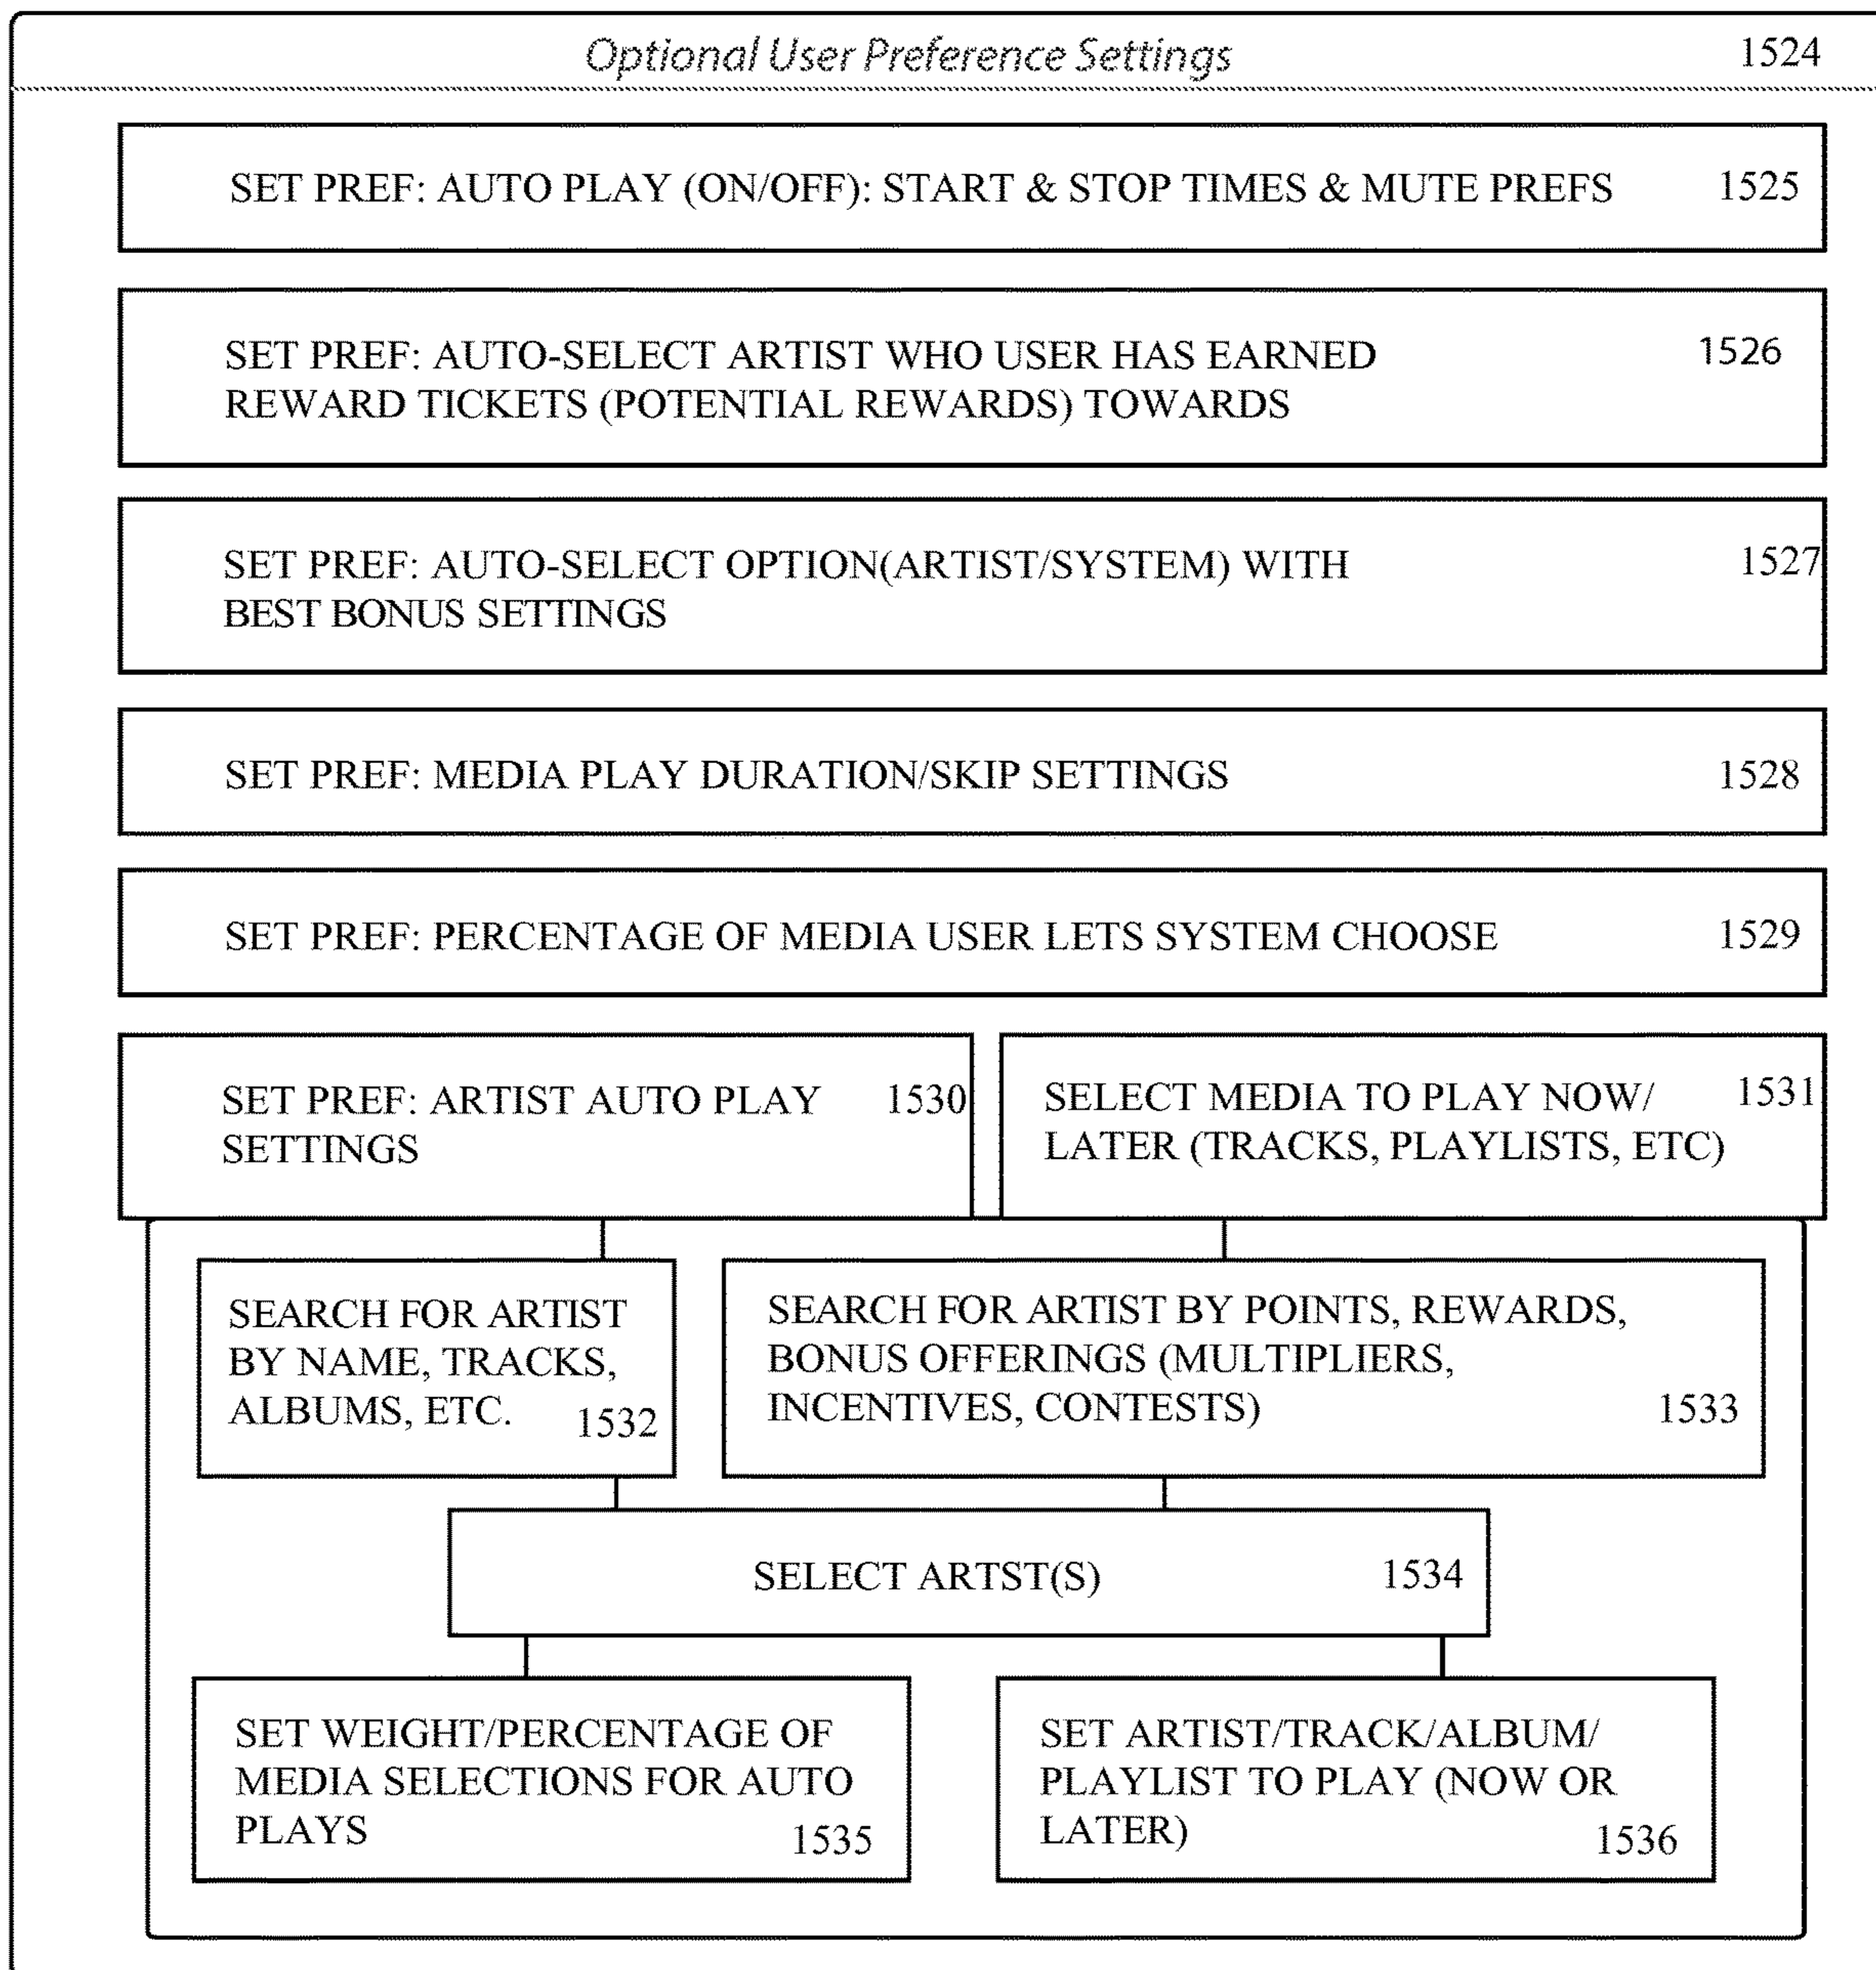 Optional User Preference Settings 1524
SET PREF: AUTO PLAY (ON/OFF): START & STOP TIMES & MUTE PREFS 1525
SET PREF: AUTO-SELECT ARTIST WHO USER HAS EARNED 1526
REWARD TICKETS (POTENTIAL REWARDS) TOWARDS
SET PREF: AUTO-SELECT OPTION(ARTIST/SYSTEM) WITH 1527
BEST BONUS SETTINGS
SET PREF: MEDIA PLAY DURATION/SKIP SETTINGS 1528
SET PREF: PERCENTAGE OF MEDIA USER LETS SYSTEM CHOOSE 1529
SET PREF: ARTIST AUTO PLAY 1530
SETTINGS
SELECT MEDIA TO PLAY NOW/ 1531
LATER (TRACKS, PLAYLISTS, ETC)
SEARCH FOR ARTIST
BY NAME, TRACKS,
ALBUMS, ETC. 1532
SEARCH FOR ARTIST BY POINTS, REWARDS,
BONUS OFFERINGS (MULTIPLIERS,
INCENTIVES, CONTESTS) 1533
SELECT ARTST(S) 1534
SET WEIGHT/PERCENTAGE OF
MEDIA SELECTIONS FOR AUTO
PLAYS 1535
SET ARTIST/TRACK/ALBUM/
PLAYLIST TO PLAY (NOW OR
LATER) 1536